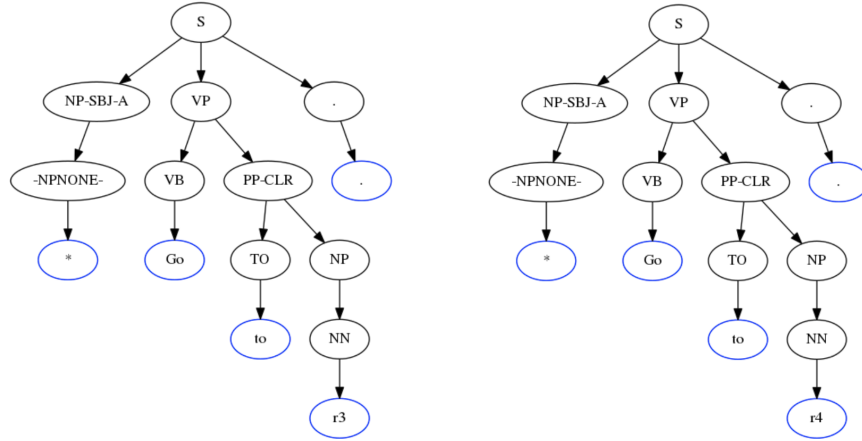 S S
NP-SBJ-A VP . NP-SBJ-A VP .
-NPNONE- VB PP-CLR . -NPNONE- VB PP-CLR .
* Go TO NP * Go TO NP
to NN to NN
r3 r4